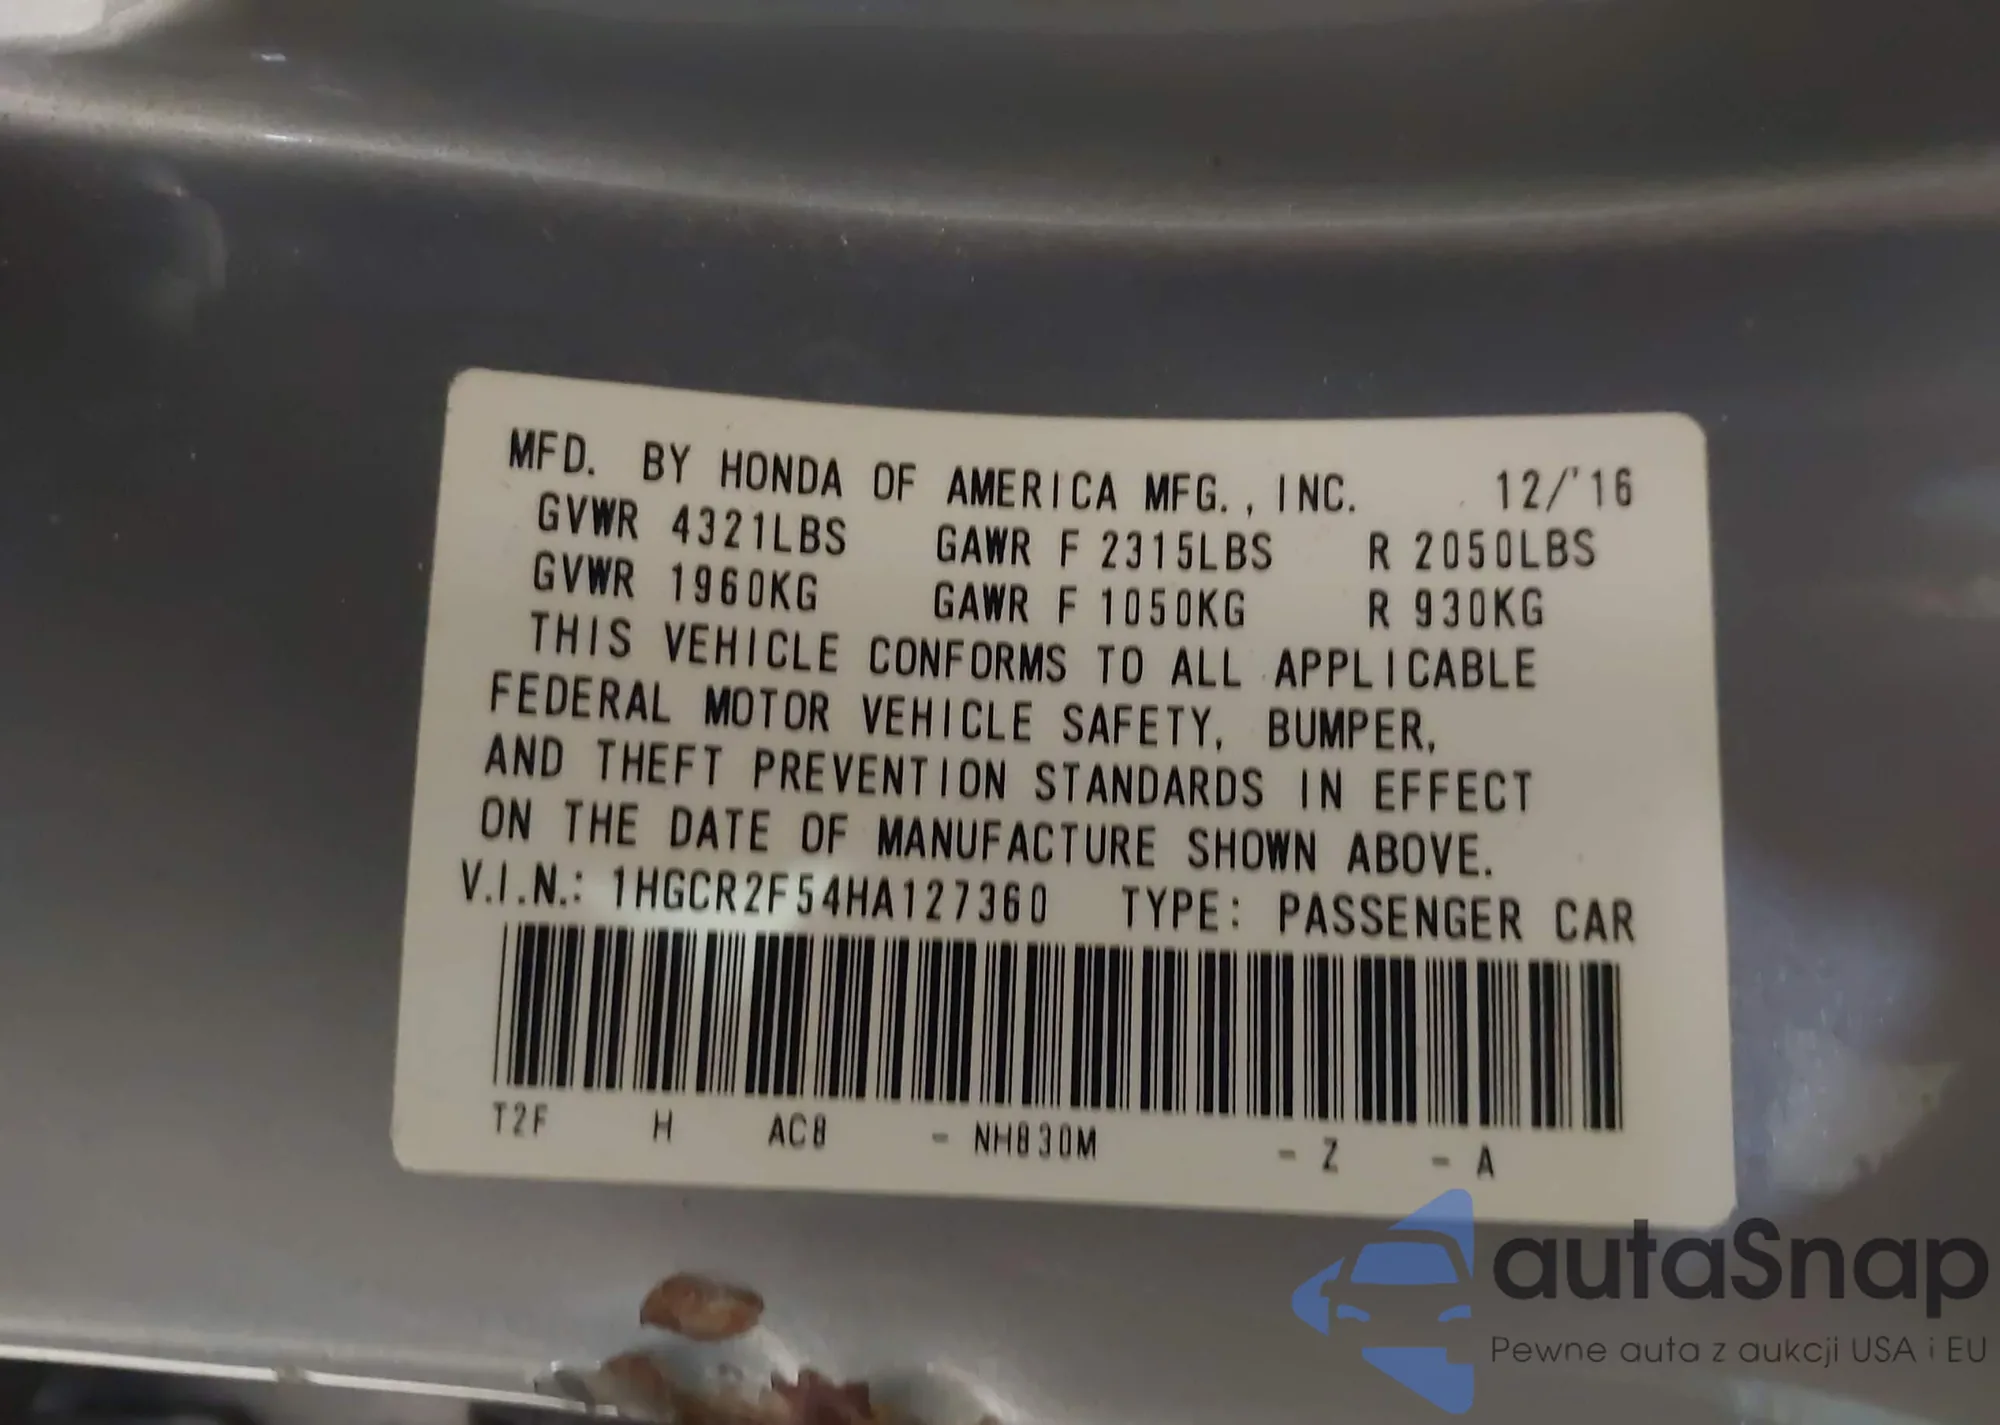 MFD. BY HONDA OF AMERICA MFG., INC. 12/'16
GVWR 4321LBS GAWR F 2315LBS R 2050LBS
GVWR 1960KG GAWR F 1050KG R 930KG
THIS VEHICLE CONFORMS TO ALL APPLICABLE
FEDERAL MOTOR VEHICLE SAFETY, BUMPER,
AND THEFT PREVENTION STANDARDS IN EFFECT
ON THE DATE OF MANUFACTURE SHOWN ABOVE.
V.I.N.: 1HGCR2F54HA127360 TYPE: PASSENGER CAR
T2F H AC8 - NH830M - Z - A
autaSnap
Pewne auta z aukcji USA i EU